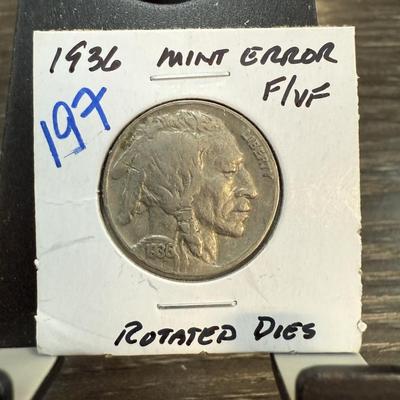 1936 MINT ERROR
F/VF
197
LIBERTY
1936
ROTATED DIES